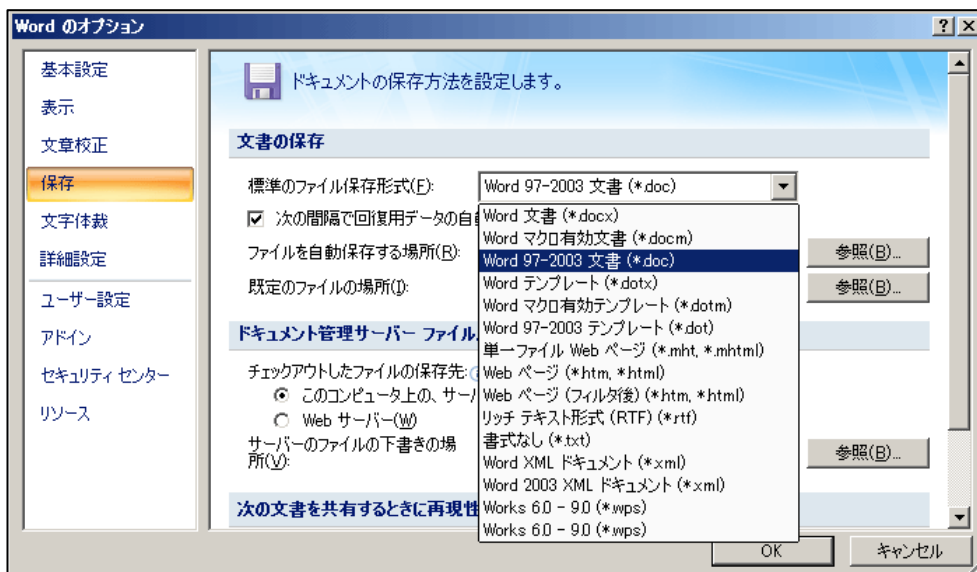 Word のオプション
基本設定
表示
文章校正
保存
文字体裁
詳細設定
ユーザー設定
アドイン
セキュリティ センター
リソース
ドキュメントの保存方法を設定します。
文書の保存
標準のファイル保存形式(F):
Word 97-2003 文書 (*.doc)
次の間隔で回復用データの自
ファイルを自動保存する場所(R):
参照(B)...
既定のファイルの場所(I):
参照(B)...
Word 文書 (*.docx)
Word マクロ有効文書 (*.docm)
Word 97-2003 文書 (*.doc)
Word テンプレート (*.dotx)
Word マクロ有効テンプレート (*.dotm)
Word 97-2003 テンプレート (*.dot)
単一ファイル Web ページ (*.mht, *.mhtml)
Web ページ (*.htm, *.html)
Web ページ (フィルタ後) (*.htm, *.html)
リッチ テキスト形式 (RTF) (*.rtf)
書式なし (*.txt)
Word XML ドキュメント (*.xml)
Word 2003 XML ドキュメント (*.xml)
Works 6.0 - 9.0 (*.wps)
Works 6.0 - 9.0 (*.wps)
ドキュメント管理サーバー ファイル
チェックアウトしたファイルの保存先:
このコンピュータ上の、サー
Web サーバー(W)
サーバーのファイルの下書きの場
所(V):
参照(B)...
次の文書を共有するときに再現性
OK
キャンセル